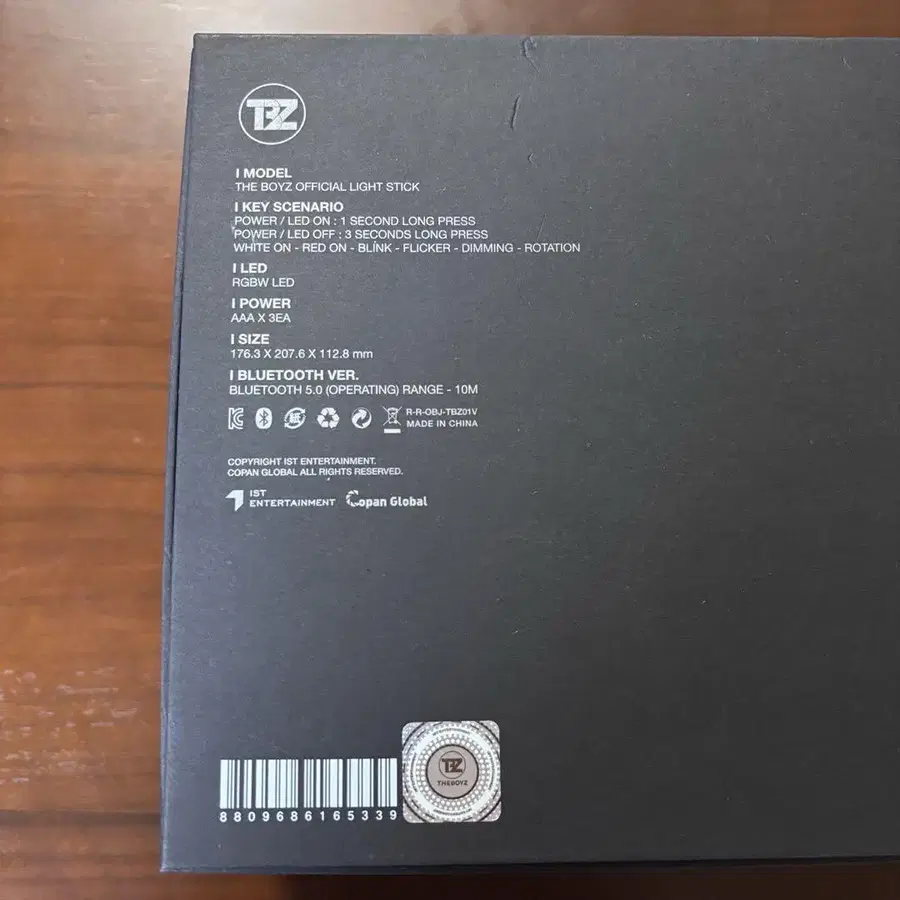 TBZ
I MODEL
THE BOYZ OFFICIAL LIGHT STICK
I KEY SCENARIO
POWER / LED ON : 1 SECOND LONG PRESS
POWER / LED OFF : 3 SECONDS LONG PRESS
WHITE ON - RED ON - BLINK - FLICKER - DIMMING - ROTATION
I LED
RGBW LED
I POWER
AAA X 3EA
I SIZE
176.3 X 207.6 X 112.8 mm
I BLUETOOTH VER.
BLUETOOTH 5.0 (OPERATING) RANGE - 10M
R-R-OBJ-TBZ01V
MADE IN CHINA
COPYRIGHT IST ENTERTAINMENT.
COPAN GLOBAL ALL RIGHTS RESERVED.
IST
ENTERTAINMENT
Copan Global
TBZ
THEBOYZ
8809686165339